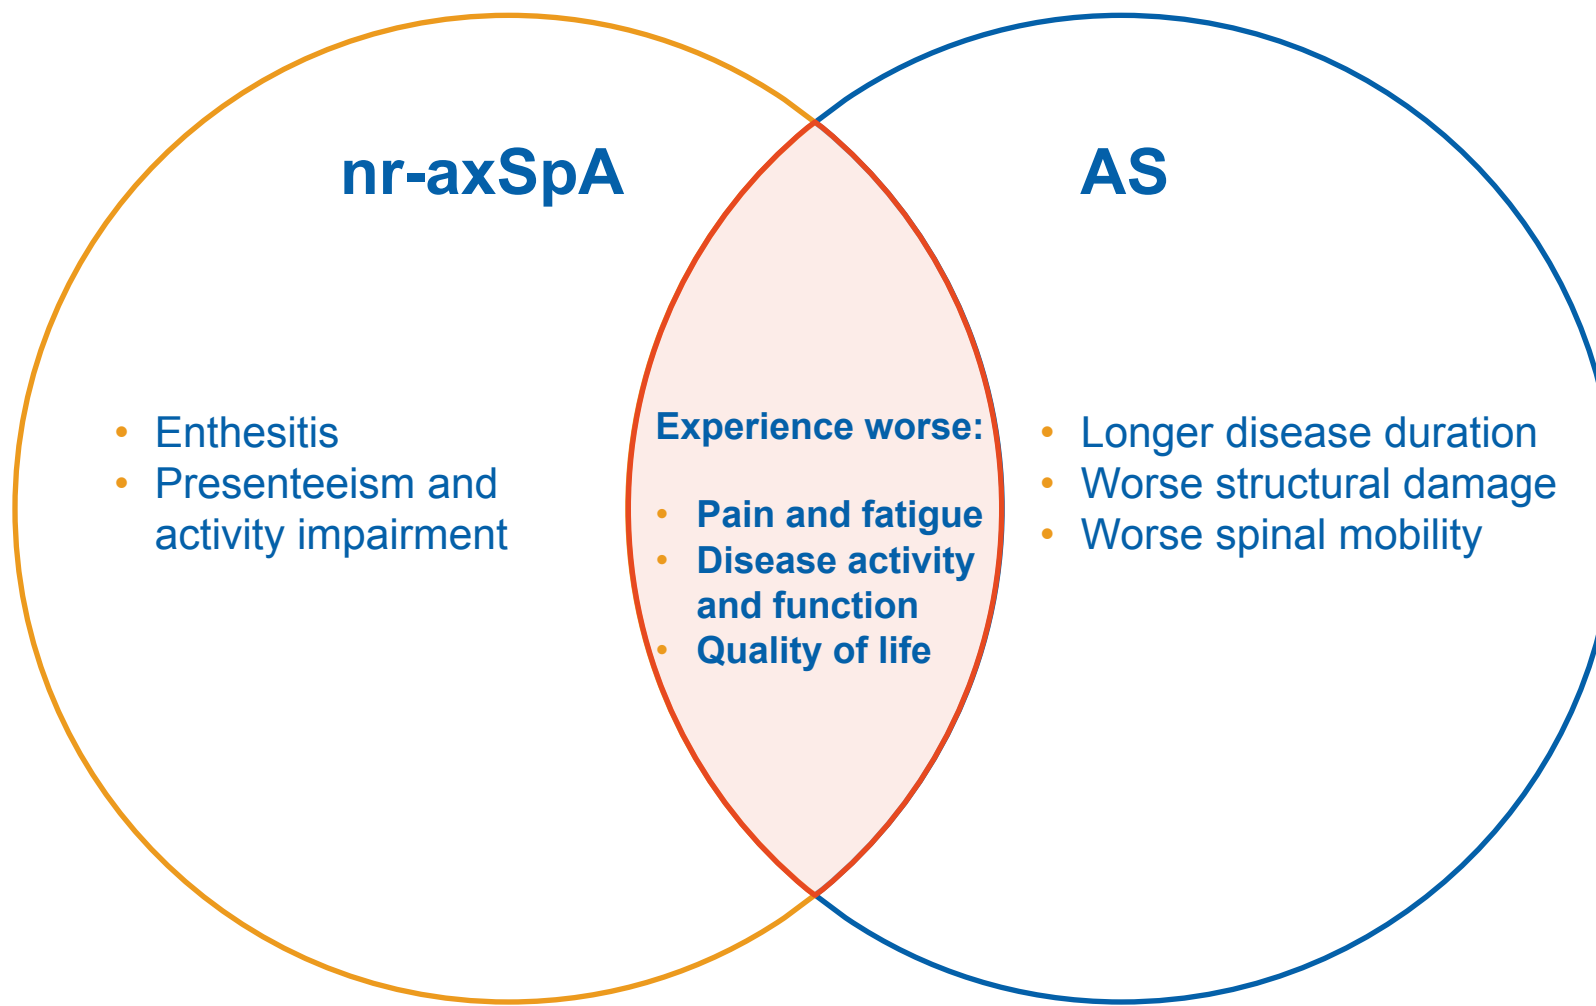 nr-axSpA
• Enthesitis
• Presenteeism and
activity impairment
Experience worse:
• Pain and fatigue
• Disease activity
and function
• Quality of life
AS
• Longer disease duration
• Worse structural damage
• Worse spinal mobility